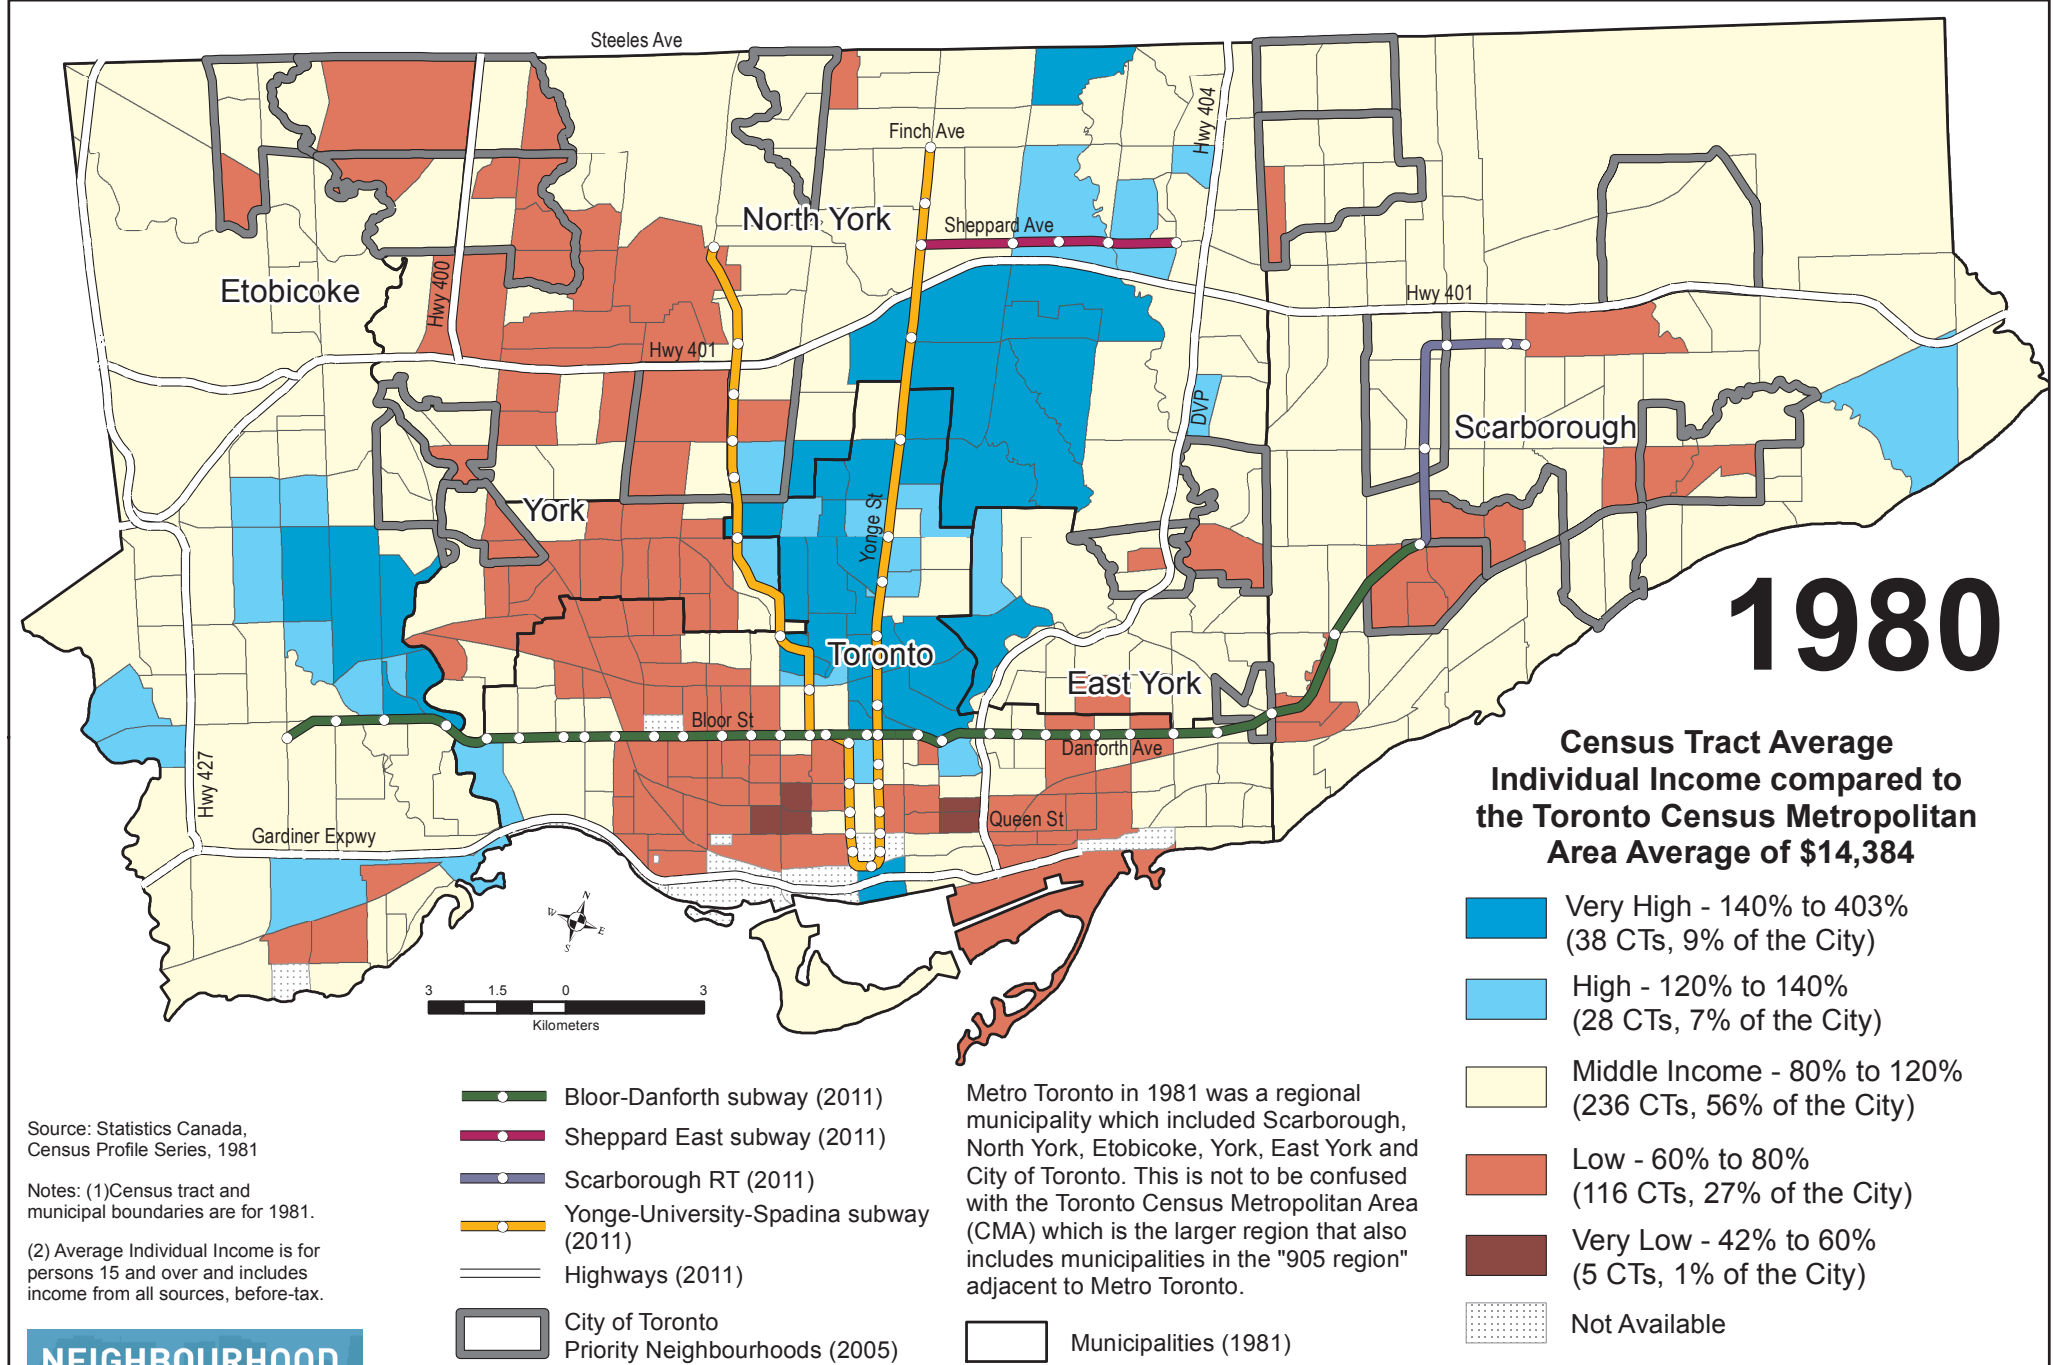 Steeles Ave
Hwy 404
Finch Ave
North York
Sheppard Ave
Etobicoke
Hwy 400
Hwy 401
Hwy 401
DVP
Scarborough
York
Yonge St
1980
Toronto
East York
Bloor St
Danforth Ave
Hwy 427
Queen St
Gardiner Expwy
N
W
E
S
3 1.5 0 3
Kilometers
Census Tract Average
Individual Income compared to
the Toronto Census Metropolitan
Area Average of $14,384
Very High - 140% to 403%
(38 CTs, 9% of the City)
High - 120% to 140%
(28 CTs, 7% of the City)
Middle Income - 80% to 120%
(236 CTs, 56% of the City)
Low - 60% to 80%
(116 CTs, 27% of the City)
Very Low - 42% to 60%
(5 CTs, 1% of the City)
Not Available
Source: Statistics Canada,
Census Profile Series, 1981
Notes: (1)Census tract and
municipal boundaries are for 1981.
(2) Average Individual Income is for
persons 15 and over and includes
income from all sources, before-tax.
NEIGHBOURHOOD
Bloor-Danforth subway (2011)
Sheppard East subway (2011)
Scarborough RT (2011)
Yonge-University-Spadina subway
(2011)
Highways (2011)
City of Toronto
Priority Neighbourhoods (2005)
Metro Toronto in 1981 was a regional
municipality which included Scarborough,
North York, Etobicoke, York, East York and
City of Toronto. This is not to be confused
with the Toronto Census Metropolitan Area
(CMA) which is the larger region that also
includes municipalities in the "905 region"
adjacent to Metro Toronto.
Municipalities (1981)